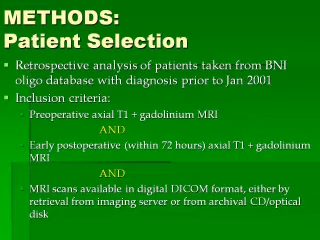 METHODS:
Patient Selection
Retrospective analysis of patients taken from BNI
oligo database with diagnosis prior to Jan 2001
Inclusion criteria:
Preoperative axial T1 + gadolinium MRI
AND
Early postoperative (within 72 hours) axial T1 + gadolinium
MRI
AND
MRI scans available in digital DICOM format, either by
retrieval from imaging server or from archival CD/optical
disk